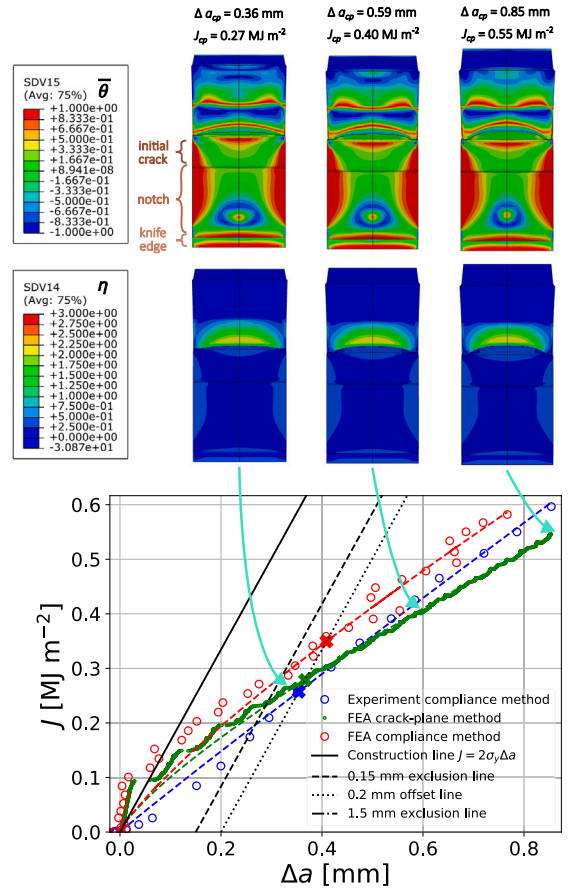 Δ a_cp = 0.36 mm
J_cp = 0.27 MJ m⁻²
Δ a_cp = 0.59 mm
J_cp = 0.40 MJ m⁻²
Δ a_cp = 0.85 mm
J_cp = 0.55 MJ m⁻²
SDV15 θ̅
(Avg: 75%)
+1.000e+00
+8.333e-01
+6.667e-01
+5.000e-01
+3.333e-01
+1.667e-01
+8.941e-08
-1.667e-01
-3.333e-01
-5.000e-01
-6.667e-01
-8.333e-01
-1.000e+00
initial
crack
notch
knife
edge
SDV14 η
(Avg: 75%)
+3.000e+00
+2.750e+00
+2.500e+00
+2.250e+00
+2.000e+00
+1.750e+00
+1.500e+00
+1.250e+00
+1.000e+00
+7.500e-01
+5.000e-01
+2.500e-01
+0.000e+00
-3.087e+01
J [MJ m⁻²]
0.6
0.5
0.4
0.3
0.2
0.1
0.0
Experiment compliance method
FEA crack-plane method
FEA compliance method
Construction line J = 2σ_yΔa
0.15 mm exclusion line
0.2 mm offset line
1.5 mm exclusion line
0.0 0.2 0.4 0.6 0.8
Δa [mm]